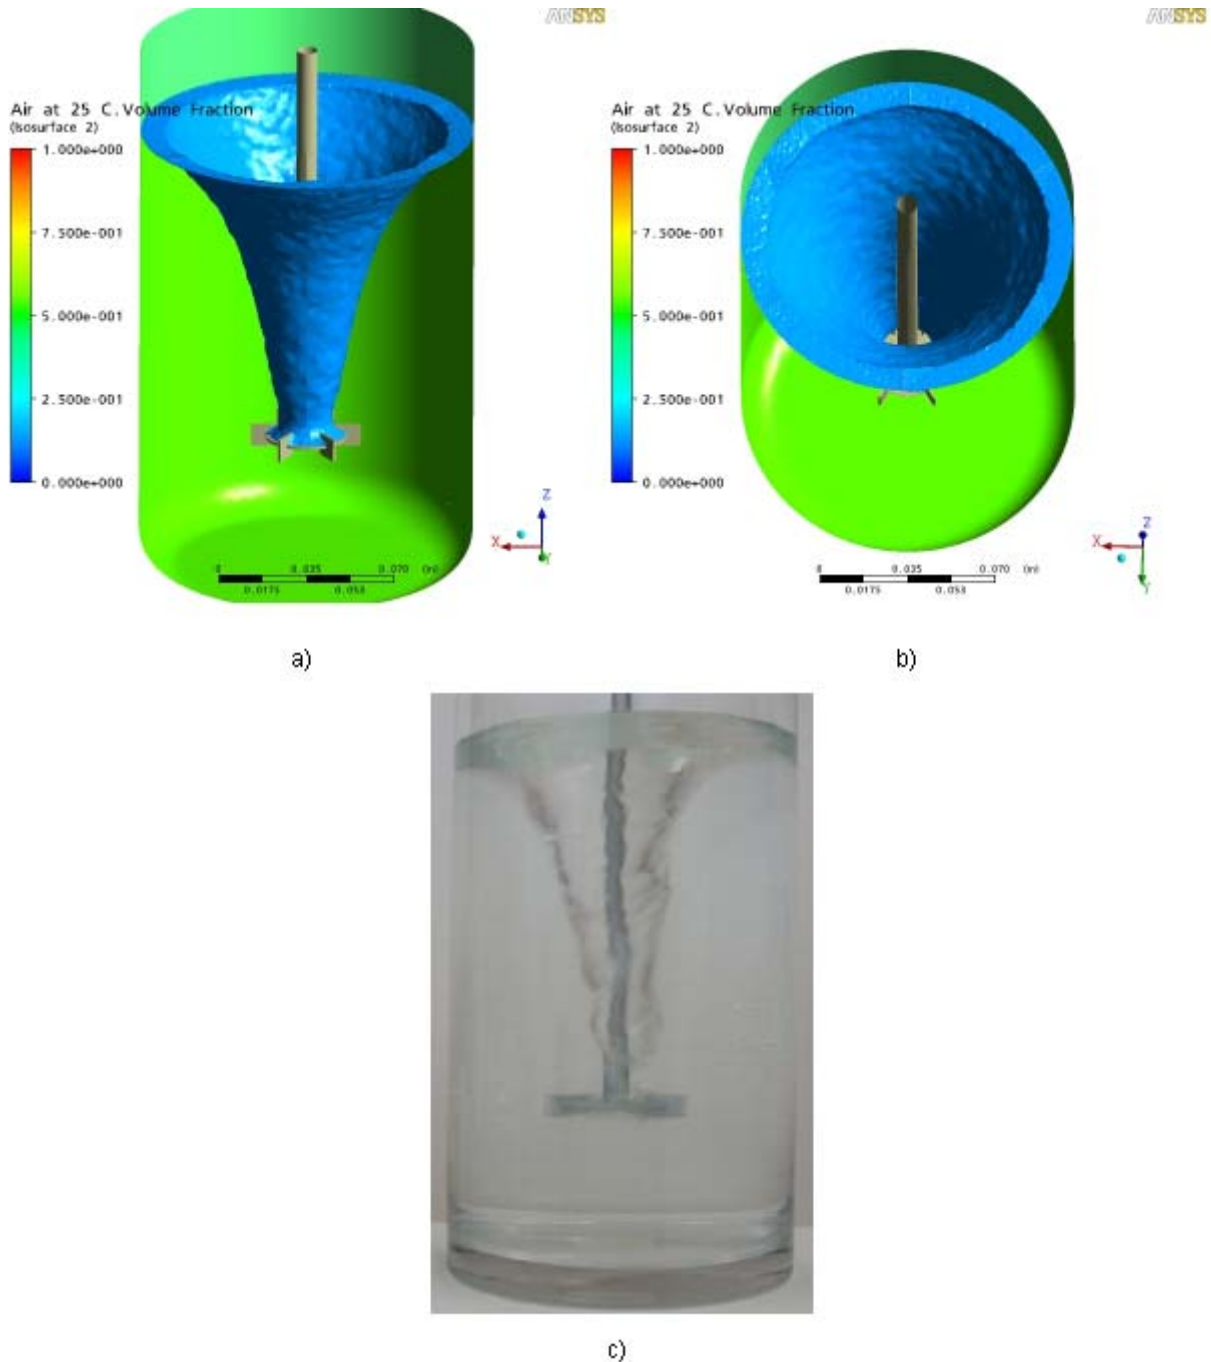 ANSYS
Air at 25 C.Volume Fraction
(Isosurface 2)
1.000e+000
7.500e-001
5.000e-001
2.500e-001
0.000e+000
Z
X
Y
0 0.035 0.070 (m)
0.0175 0.053
a)
ANSYS
Air at 25 C.Volume Fraction
(Isosurface 2)
1.000e+000
7.500e-001
5.000e-001
2.500e-001
0.000e+000
Z
X
Y
0 0.035 0.070 (m)
0.0175 0.053
b)
c)